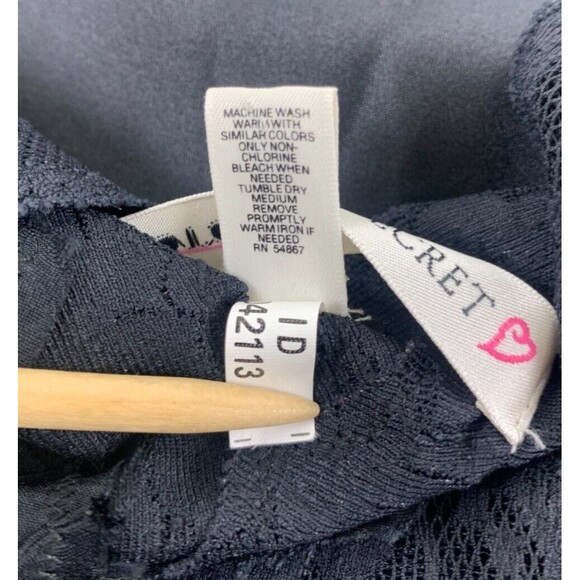 MACHINE WASH
WARM WITH
SIMILAR COLORS
ONLY NON-
CHLORINE
BLEACH WHEN
NEEDED
TUMBLE DRY
MEDIUM
REMOVE
PROMPTLY
WARM IRON IF
NEEDED
RN 54867
ECRET
ID
42113